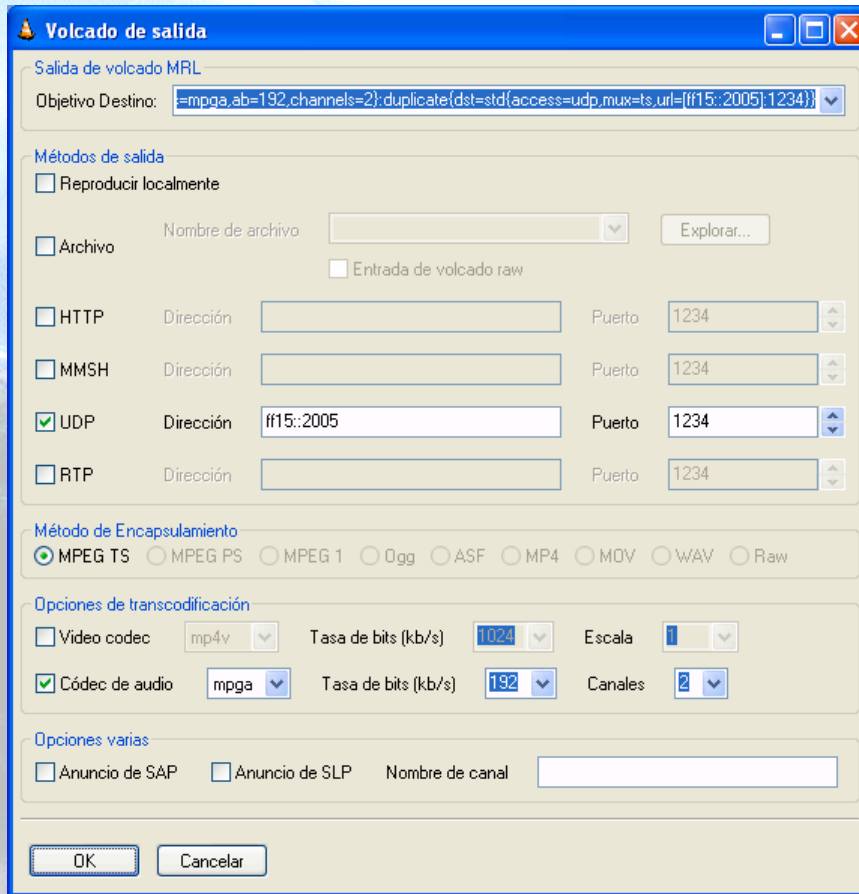 Volcado de salida
Salida de volcado MRL
Objetivo Destino: :=mpga,ab=192,channels=2}:duplicate{dst=std{access=udp,mux=ts,url=[ff15::2005]:1234}}
Métodos de salida
Reproducir localmente
Archivo Nombre de archivo Explorar...
Entrada de volcado raw
HTTP Dirección Puerto 1234
MMSH Dirección Puerto 1234
UDP Dirección ff15::2005 Puerto 1234
RTP Dirección Puerto 1234
Método de Encapsulamiento
MPEG TS MPEG PS MPEG 1 Ogg ASF MP4 MOV WAV Raw
Opciones de transcodificación
Video codec mp4v Tasa de bits (kb/s) 1024 Escala 1
Códec de audio mpga Tasa de bits (kb/s) 192 Canales 2
Opciones varias
Anuncio de SAP Anuncio de SLP Nombre de canal
OK Cancelar